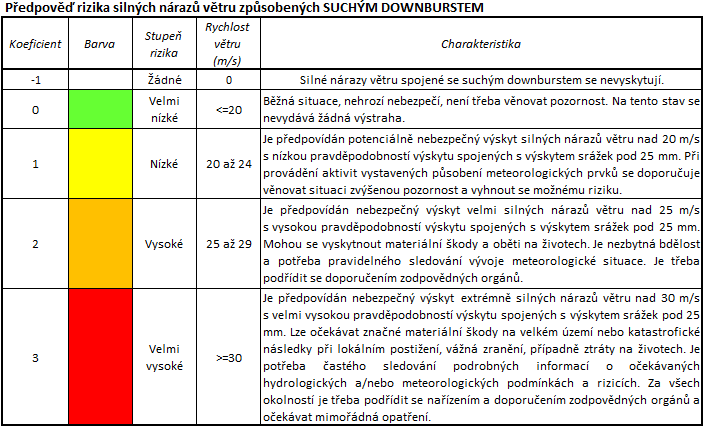 Předpověď rizika silných nárazů větru způsobených SUCHÝM DOWNBURSTEM
Koeficient Barva Stupeň rizika Rychlost větru (m/s) Charakteristika
-1 Žádné 0 Silné nárazy větru spojené se suchým downburstem se nevyskytují.
0 Velmi nízké <=20 Běžná situace, nehrozí nebezpečí, není třeba věnovat pozornost. Na tento stav se
nevydává žádná výstraha.
1 Nízké 20 až 24 Je předpovídán potenciálně nebezpečný výskyt silných nárazů větru nad 20 m/s
s nízkou pravděpodobností výskytu spojených s výskytem srážek pod 25 mm. Při
provádění aktivit vystavených působení meteorologických prvků se doporučuje
věnovat situaci zvýšenou pozornost a vyhnout se možnému riziku.
2 Vysoké 25 až 29 Je předpovídán nebezpečný výskyt velmi silných nárazů větru nad 25 m/s
s vysokou pravděpodobností výskytu spojených s výskytem srážek pod 25 mm.
Mohou se vyskytnout materiální škody a oběti na životech. Je nezbytná bdělost
a potřeba pravidelného sledování vývoje meteorologické situace. Je třeba
podřídit se doporučením zodpovědných orgánů.
3 Velmi vysoké >=30 Je předpovídán nebezpečný výskyt extrémně silných nárazů větru nad 30 m/s
s velmi vysokou pravděpodobností výskytu spojených s výskytem srážek pod 25
mm. Lze očekávat značné materiální škody na velkém území nebo katastrofické
následky při lokálním postižení, vážná zranění, případně ztráty na životech. Je
potřeba častého sledování podrobných informací o očekávaných
hydrologických a/nebo meteorologických podmínkách a rizicích. Za všech
okolností je třeba podřídit se nařízením a doporučením zodpovědných orgánů a
očekávat mimořádná opatření.